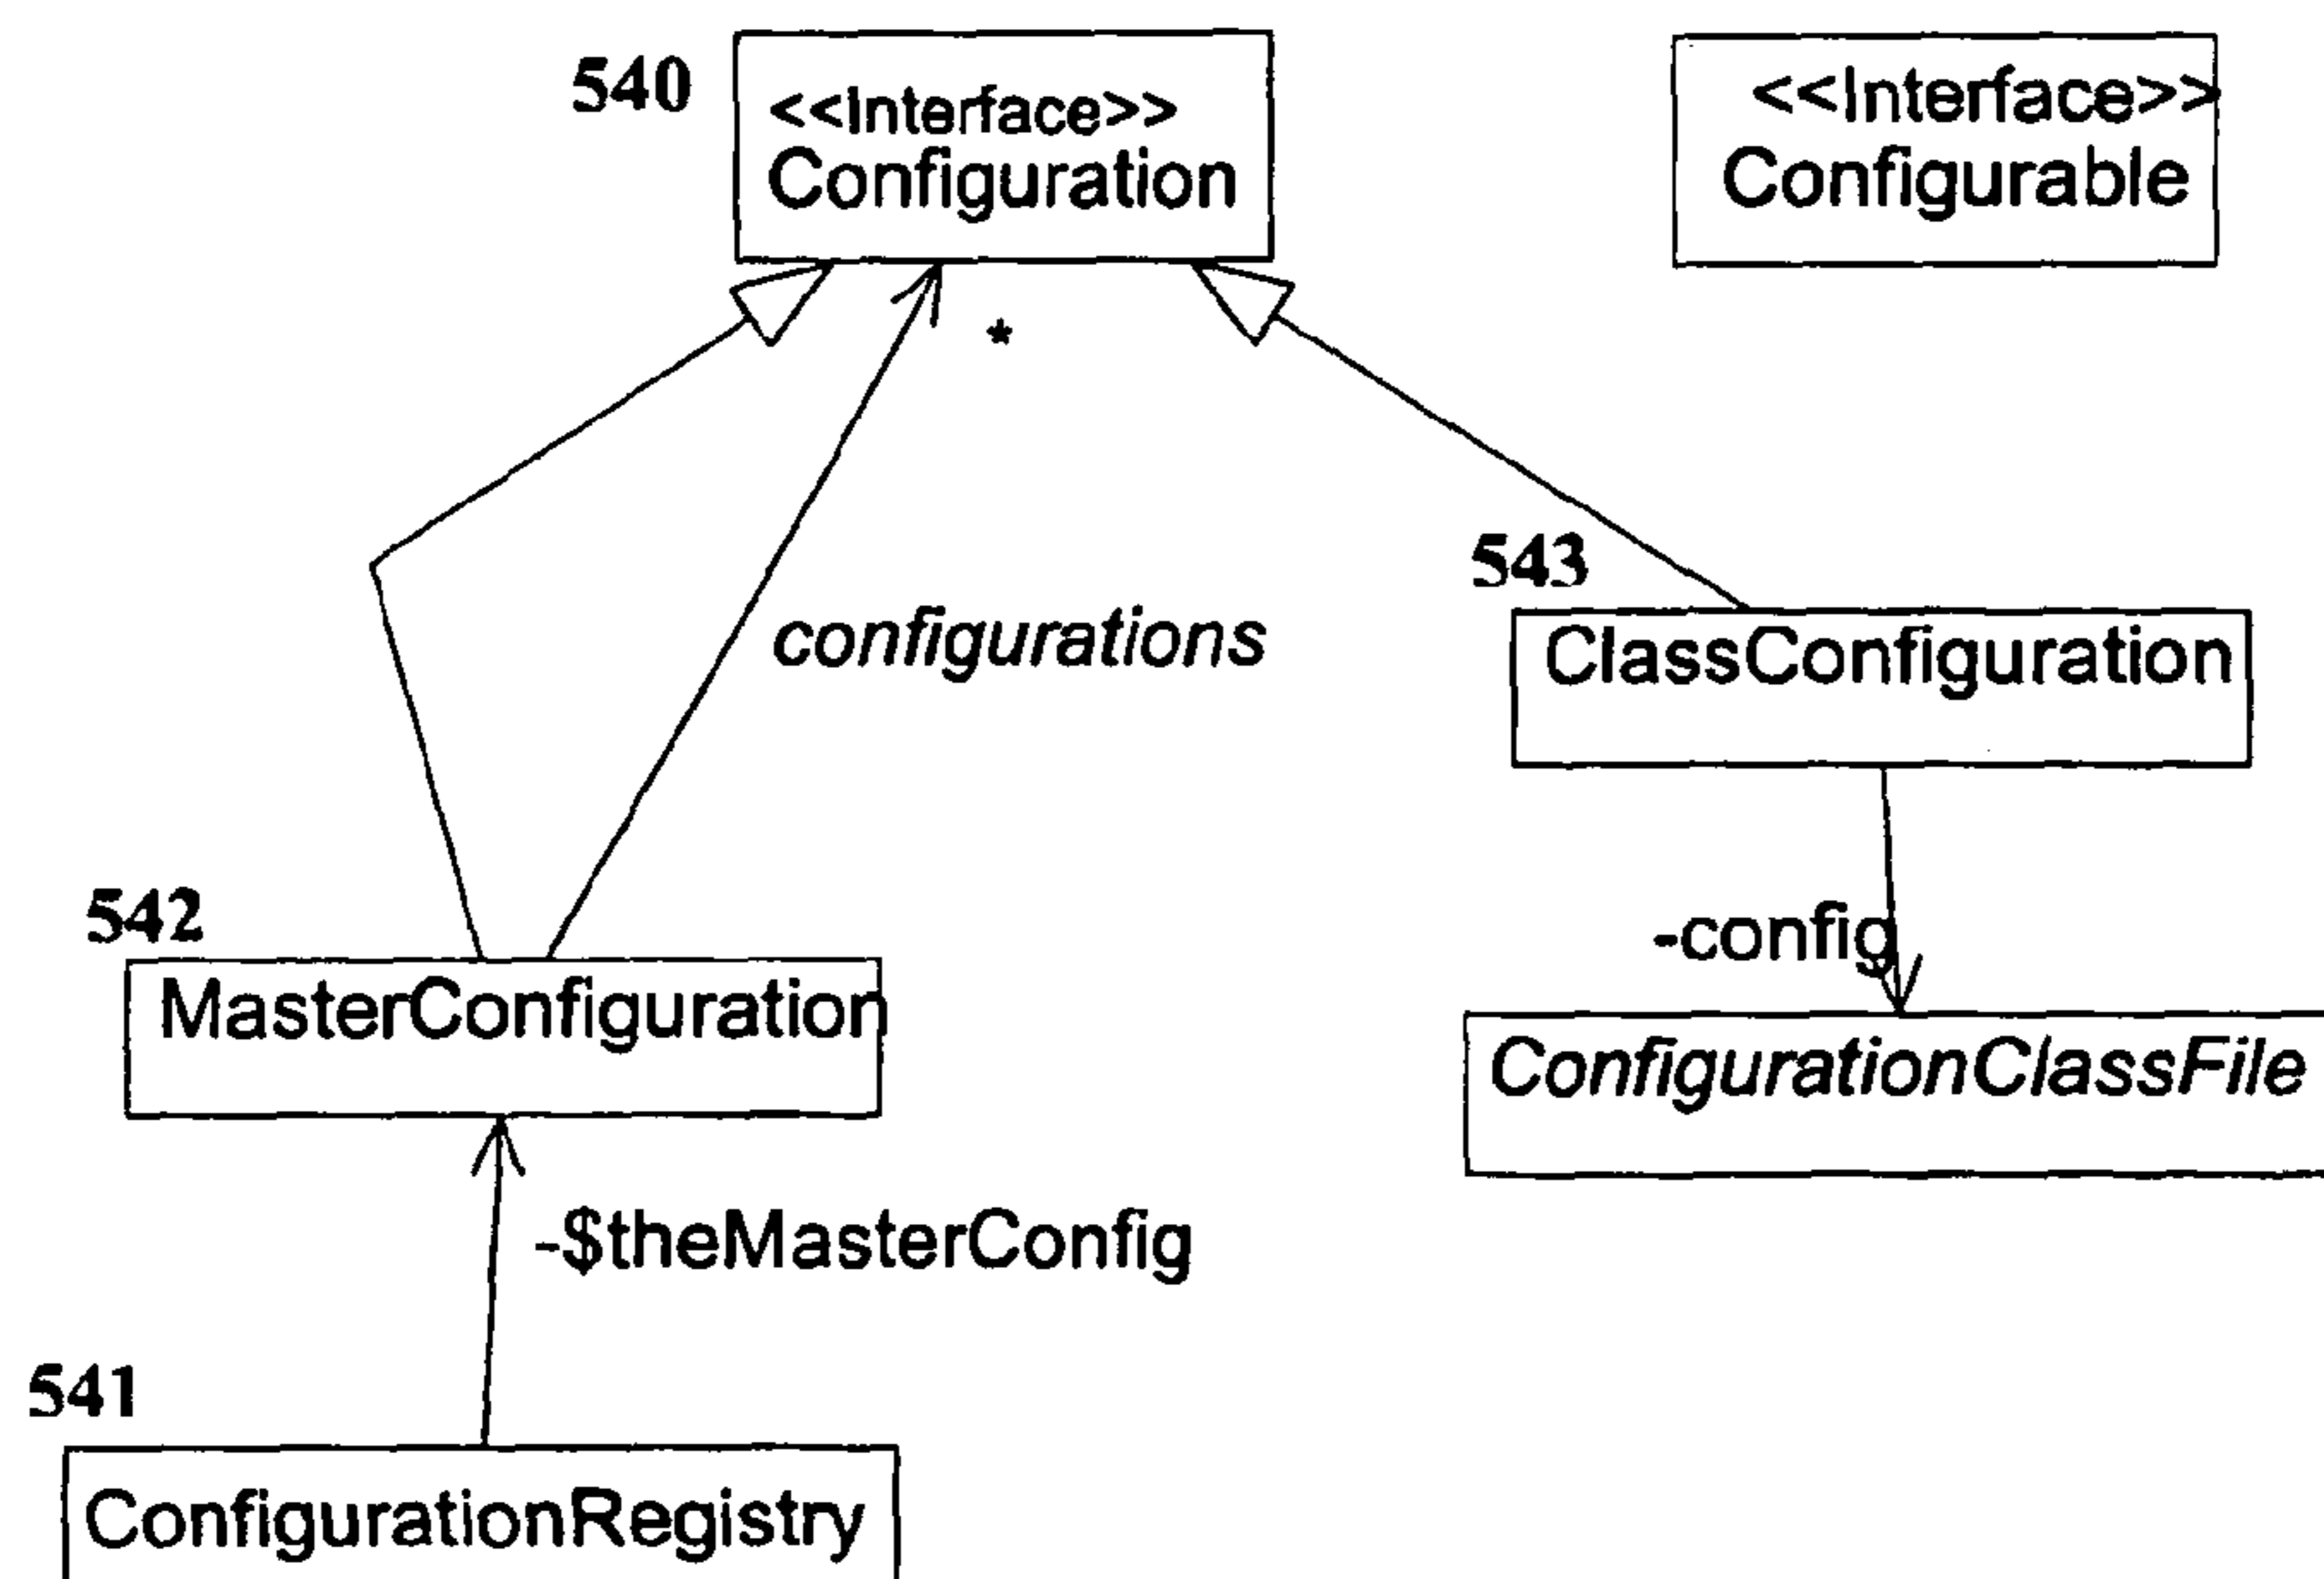 540
<<Interface>>
Configuration
<<Interface>>
Configurable
*
configurations
543
ClassConfiguration
-config
ConfigurationClassFile
542
MasterConfiguration
-$theMasterConfig
541
ConfigurationRegistry